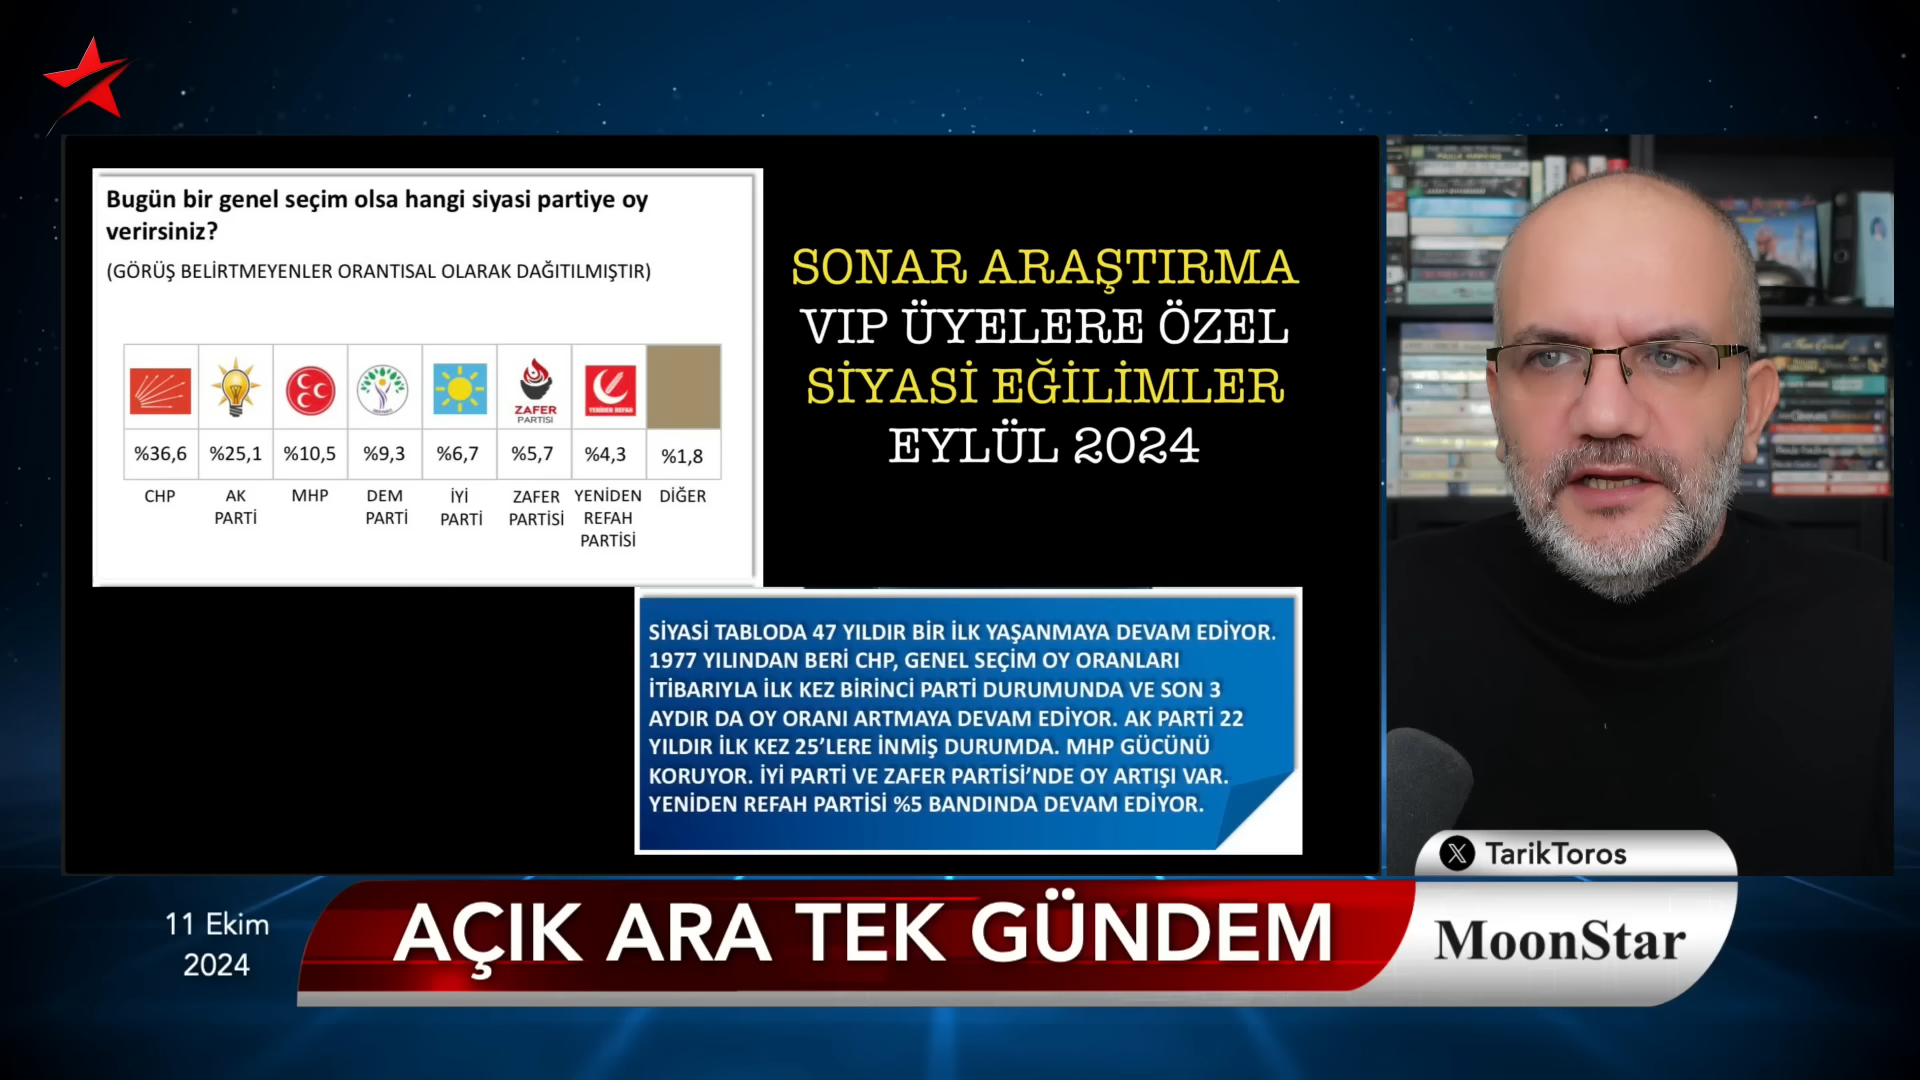 Bugün bir genel seçim olsa hangi siyasi partiye oy
verirsiniz?
(GÖRÜŞ BELİRTMEYENLER ORANTISAL OLARAK DAĞITILMIŞTIR)
ZAFER
PARTİSİ
YENİDEN REFAH
%36,6 %25,1 %10,5 %9,3 %6,7 %5,7 %4,3 %1,8
CHP AK PARTİ MHP DEM PARTİ İYİ PARTİ ZAFER PARTİSİ YENİDEN REFAH PARTİSİ DİĞER
SONAR ARAŞTIRMA
VIP ÜYELERE ÖZEL
SİYASİ EĞİLİMLER
EYLÜL 2024
SİYASİ TABLODA 47 YILDIR BİR İLK YAŞANMAYA DEVAM EDİYOR.
1977 YILINDAN BERİ CHP, GENEL SEÇİM OY ORANLARI
İTİBARIYLA İLK KEZ BİRİNCİ PARTİ DURUMUNDA VE SON 3
AYDIR DA OY ORANI ARTMAYA DEVAM EDİYOR. AK PARTİ 22
YILDIR İLK KEZ 25'LERE İNMİŞ DURUMDA. MHP GÜCÜNÜ
KORUYOR. İYİ PARTİ VE ZAFER PARTİSİ'NDE OY ARTIŞI VAR.
YENİDEN REFAH PARTİSİ %5 BANDINDA DEVAM EDİYOR.
TarikToros
11 Ekim
2024
AÇIK ARA TEK GÜNDEM
MoonStar